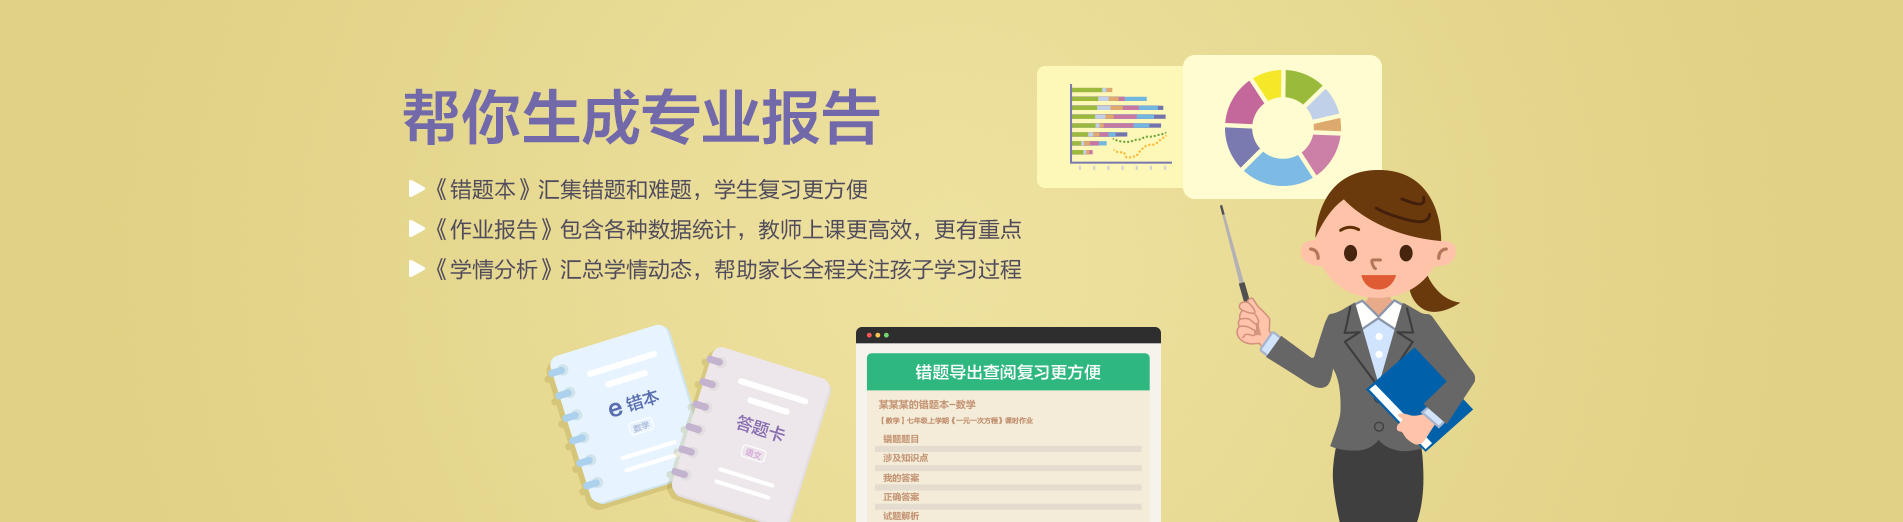 帮你生成专业报告
《错题本》汇集错题和难题，学生复习更方便
《作业报告》包含各种数据统计，教师上课更高效，更有重点
《学情分析》汇总学情动态，帮助家长全程关注孩子学习过程
e错本
数学
答题卡
语文
错题导出查阅复习更方便
某某某的错题本-数学
【数学】七年级上学期《一元一次方程》课时作业
错题题目
涉及知识点
我的答案
正确答案
试题解析